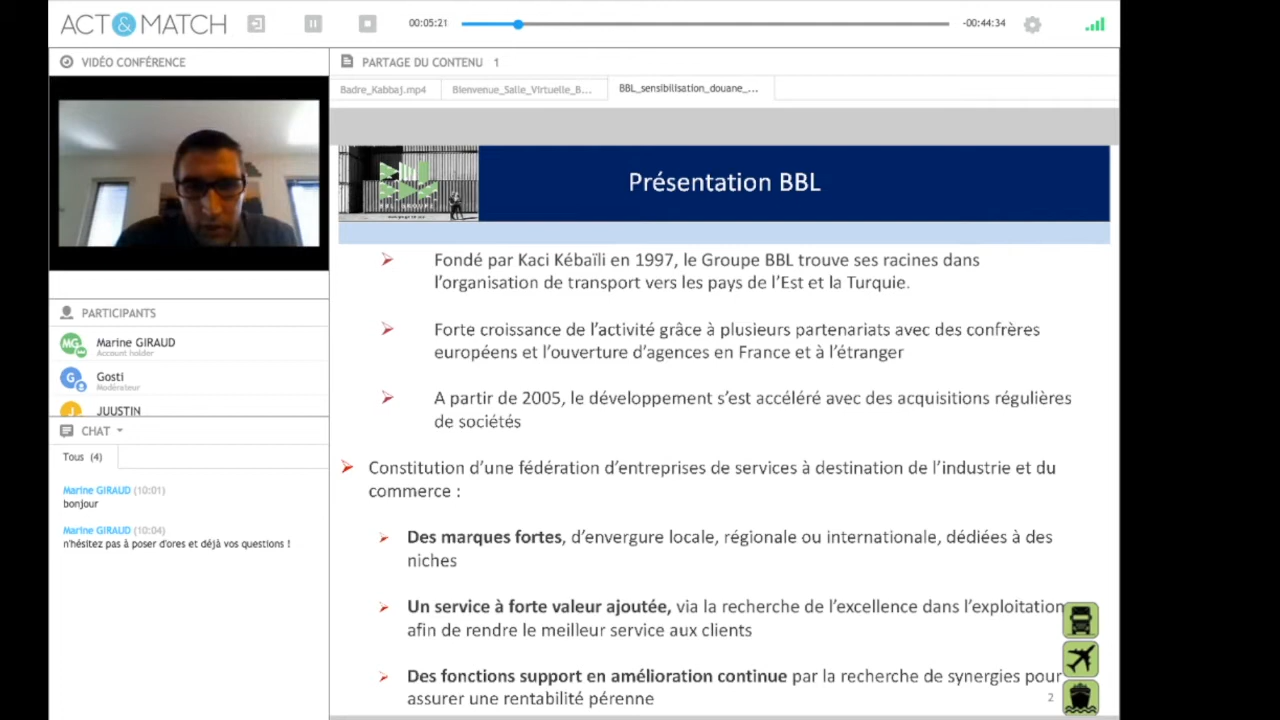 ACT&MATCH
00:05:21
-00:44:34
VIDÉO CONFÉRENCE
PARTAGE DU CONTENU 1
Badre_Kabbaj.mp4
Bienvenue_Salle_Virtuelle_B...
BBL_sensibilisation_douane_...
Présentation BBL
Fondé par Kaci Kébaïli en 1997, le Groupe BBL trouve ses racines dans
l'organisation de transport vers les pays de l'Est et la Turquie.
Forte croissance de l'activité grâce à plusieurs partenariats avec des confrères
européens et l'ouverture d'agences en France et à l'étranger
A partir de 2005, le développement s'est accéléré avec des acquisitions régulières
de sociétés
Constitution d'une fédération d'entreprises de services à destination de l'industrie et du
commerce :
Des marques fortes, d'envergure locale, régionale ou internationale, dédiées à des
niches
Un service à forte valeur ajoutée, via la recherche de l'excellence dans l'exploitation
afin de rendre le meilleur service aux clients
Des fonctions support en amélioration continue par la recherche de synergies pour
assurer une rentabilité pérenne
2
PARTICIPANTS
MG
Marine GIRAUD
Account holder
G
Gosti
Modérateur
J
JUUSTIN
CHAT
Tous (4)
Marine GIRAUD (10:01)
bonjour
Marine GIRAUD (10:04)
n'hésitez pas à poser d'ores et déjà vos questions !